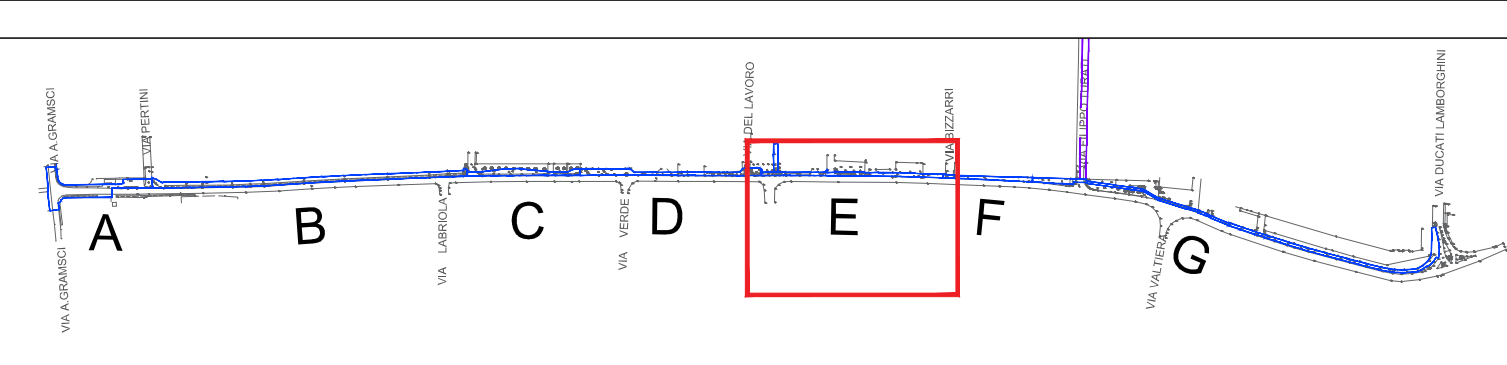 VIA A.GRAMSCI
VIA PERTINI
VIA DEL LAVORO
VIA BIZZARRI
VIA FILIPPO TURATI
VIA DUCATI LAMBORGHINI
A
B
C
D
E
F
G
VIA A.GRAMSCI
VIA LABRIOLA
VIA VERDE
VIA VALTIERA